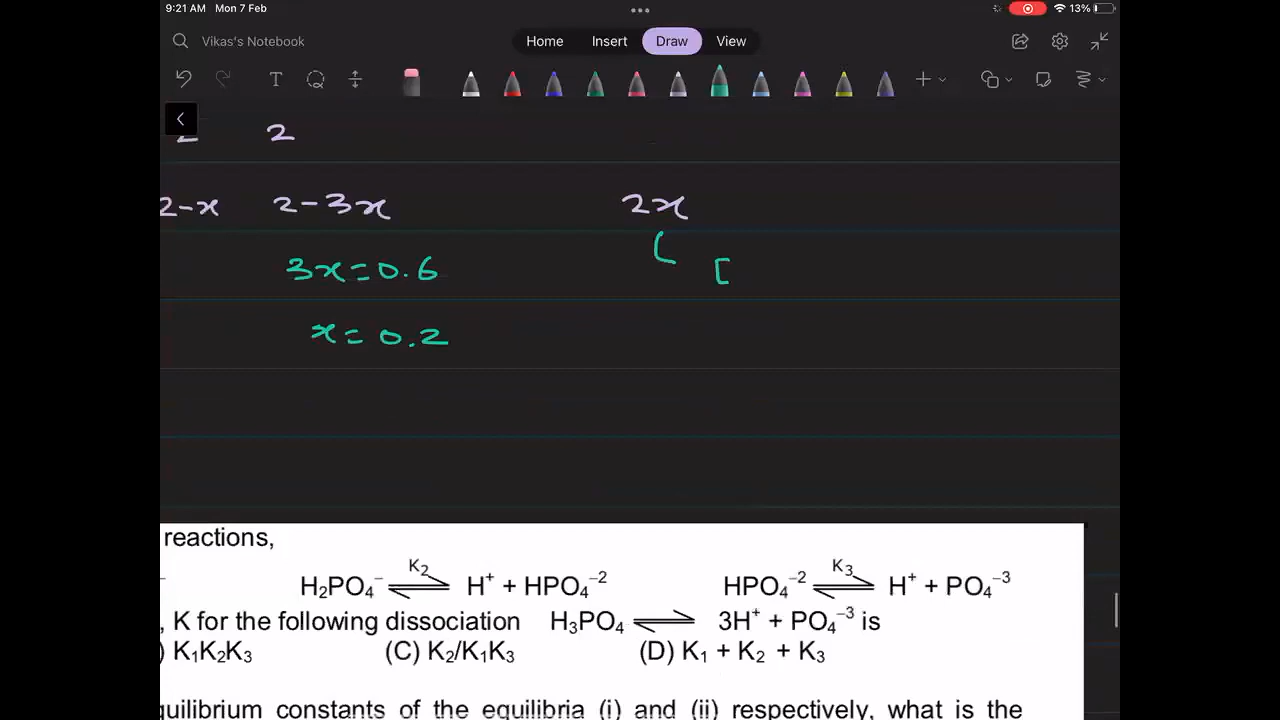 9:21 AM Mon 7 Feb 13%
Vikas's Notebook Home Insert Draw View
2
2-x 2-3x 2x
3x=0.6
x=0.2
reactions,
H₂PO₄⁻ K₂ ⇌ H⁺ + HPO₄⁻² HPO₄⁻² K₃ ⇌ H⁺ + PO₄⁻³
, K for the following dissociation H₃PO₄ ⇌ 3H⁺ + PO₄⁻³ is
) K₁K₂K₃ (C) K₂/K₁K₃ (D) K₁ + K₂ + K₃
quilibrium constants of the equilibria (i) and (ii) respectively, what is the